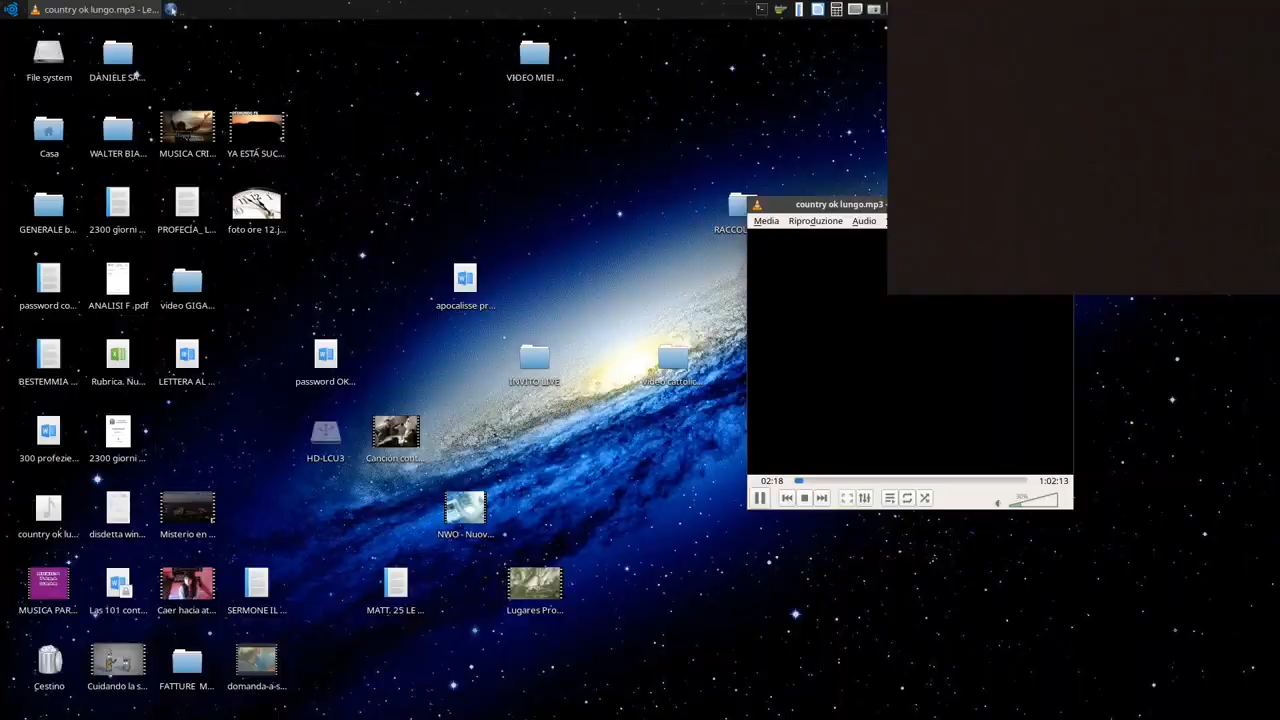 country ok lungo.mp3 - Le...
File system
DANIELE SA...
VIDEO MIEI ...
Casa
WALTER BIA...
MUSICA CRI...
YA ESTÁ SUC...
GENERALE b...
2300 giorni ...
PROFECÍA_ L...
foto ore 12.j...
RACCOL
country ok lungo.mp3 -
Media Riproduzione Audio
password co...
ANALISI F .pdf
video GIGA...
apocalisse pr...
BESTEMMIA ...
Rubrica. Nu...
LETTERA AL ...
password OK...
INVITO LIVE
video cattolic...
300 profezie...
2300 giorni ...
HD-LCU3
Canción cont...
02:18 1:02:13
30%
country ok lu...
disdetta win...
Misterio en ...
NWO - Nuov...
MUSICA PAR...
Las 101 cont...
Caer hacia at...
SERMONE IL ...
MATT. 25 LE ...
Lugares Pro...
Cestino
Cuidando la s...
FATTURE M...
domanda-a-s...